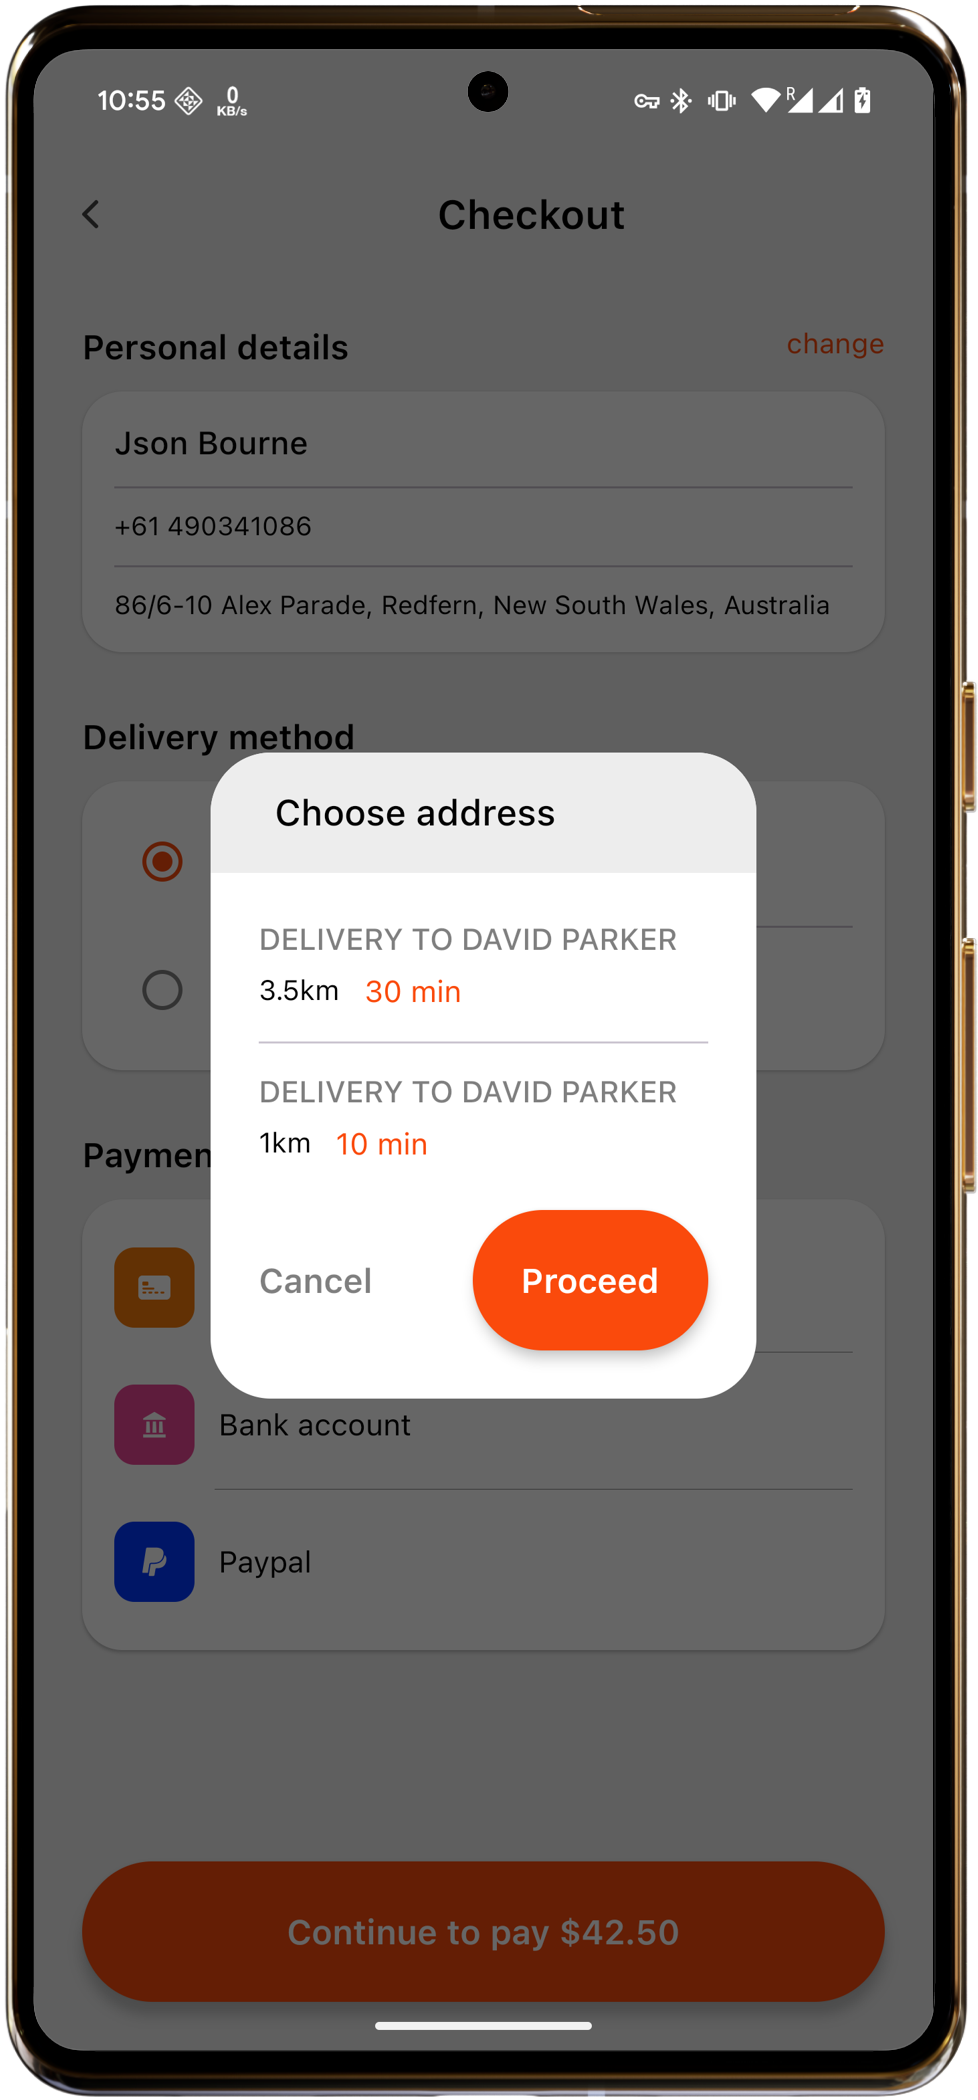 10:55
0
KB/s
R
Checkout
Personal details
change
Json Bourne
+61 490341086
86/6-10 Alex Parade, Redfern, New South Wales, Australia
Delivery method
Choose address
DELIVERY TO DAVID PARKER
3.5km 30 min
DELIVERY TO DAVID PARKER
1km 10 min
Paymen
Cancel
Proceed
Bank account
Paypal
Continue to pay $42.50